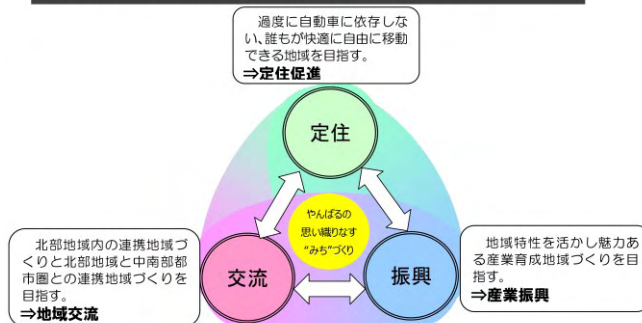 過度に自動車に依存しな
い、誰もが快適に自由に移動
できる地域を目指す。
⇒定住促進
定住
やんばるの
思い織りなす
“みち”づくり
北部地域内の連携地域づ
くりと北部地域と中南部都
市圏との連携地域づくりを
目指す。
⇒地域交流
交流
振興
地域特性を活かし魅力あ
る産業育成地域づくりを目
指す。
⇒産業振興